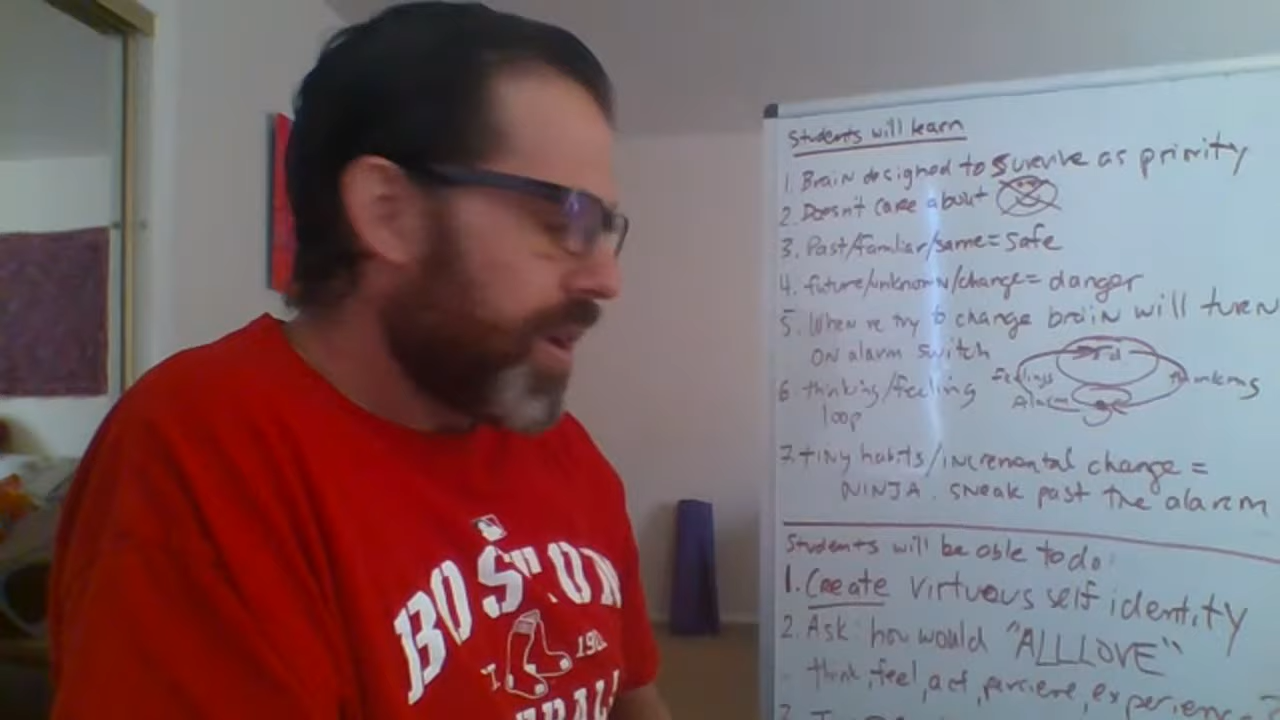 Students will learn
1. Brain designed to survive as priority
2. Doesn't care about
3. Past/familiar/same=safe
4. future/unknown/change= danger
5. When we try to change brain will turn
on alarm switch
6 thinking/feeling
loop
Feelings
Alarm
7. tiny habits/incremental change =
NINJA. sneak past the alarm
Students will be able to do:
1. Create virtuous self identity
2. Ask how would "ALLLOVE"
think, feel, act, percieve, experience
BOSTON